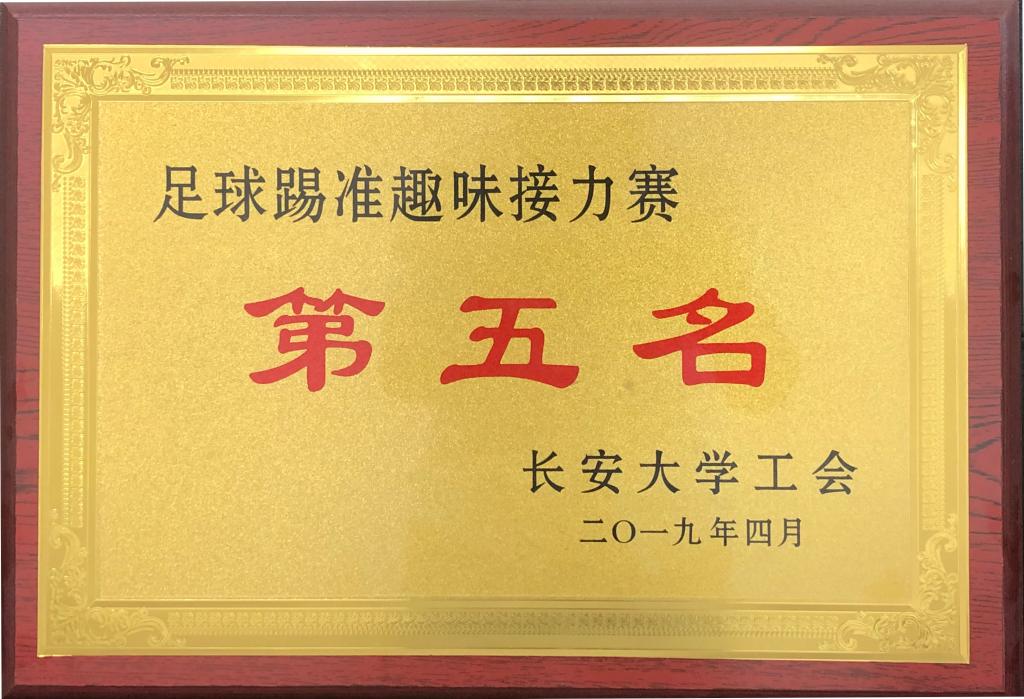 足球踢准趣味接力赛
第五名
长安大学工会
二〇一九年四月